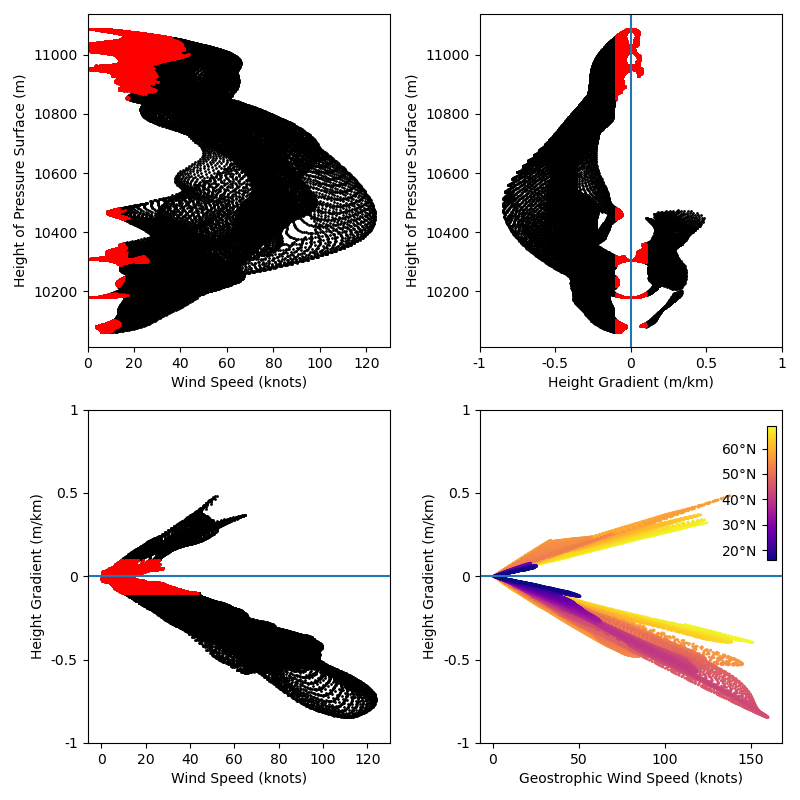 Height of Pressure Surface (m)
11000
10800
10600
10400
10200
0 20 40 60 80 100 120
Wind Speed (knots)
Height of Pressure Surface (m)
11000
10800
10600
10400
10200
-1 -0.5 0 0.5 1
Height Gradient (m/km)
Height Gradient (m/km)
1
0.5
0
-0.5
-1
0 20 40 60 80 100 120
Wind Speed (knots)
Height Gradient (m/km)
1
0.5
0
-0.5
-1
0 50 100 150
Geostrophic Wind Speed (knots)
60°N
50°N
40°N
30°N
20°N